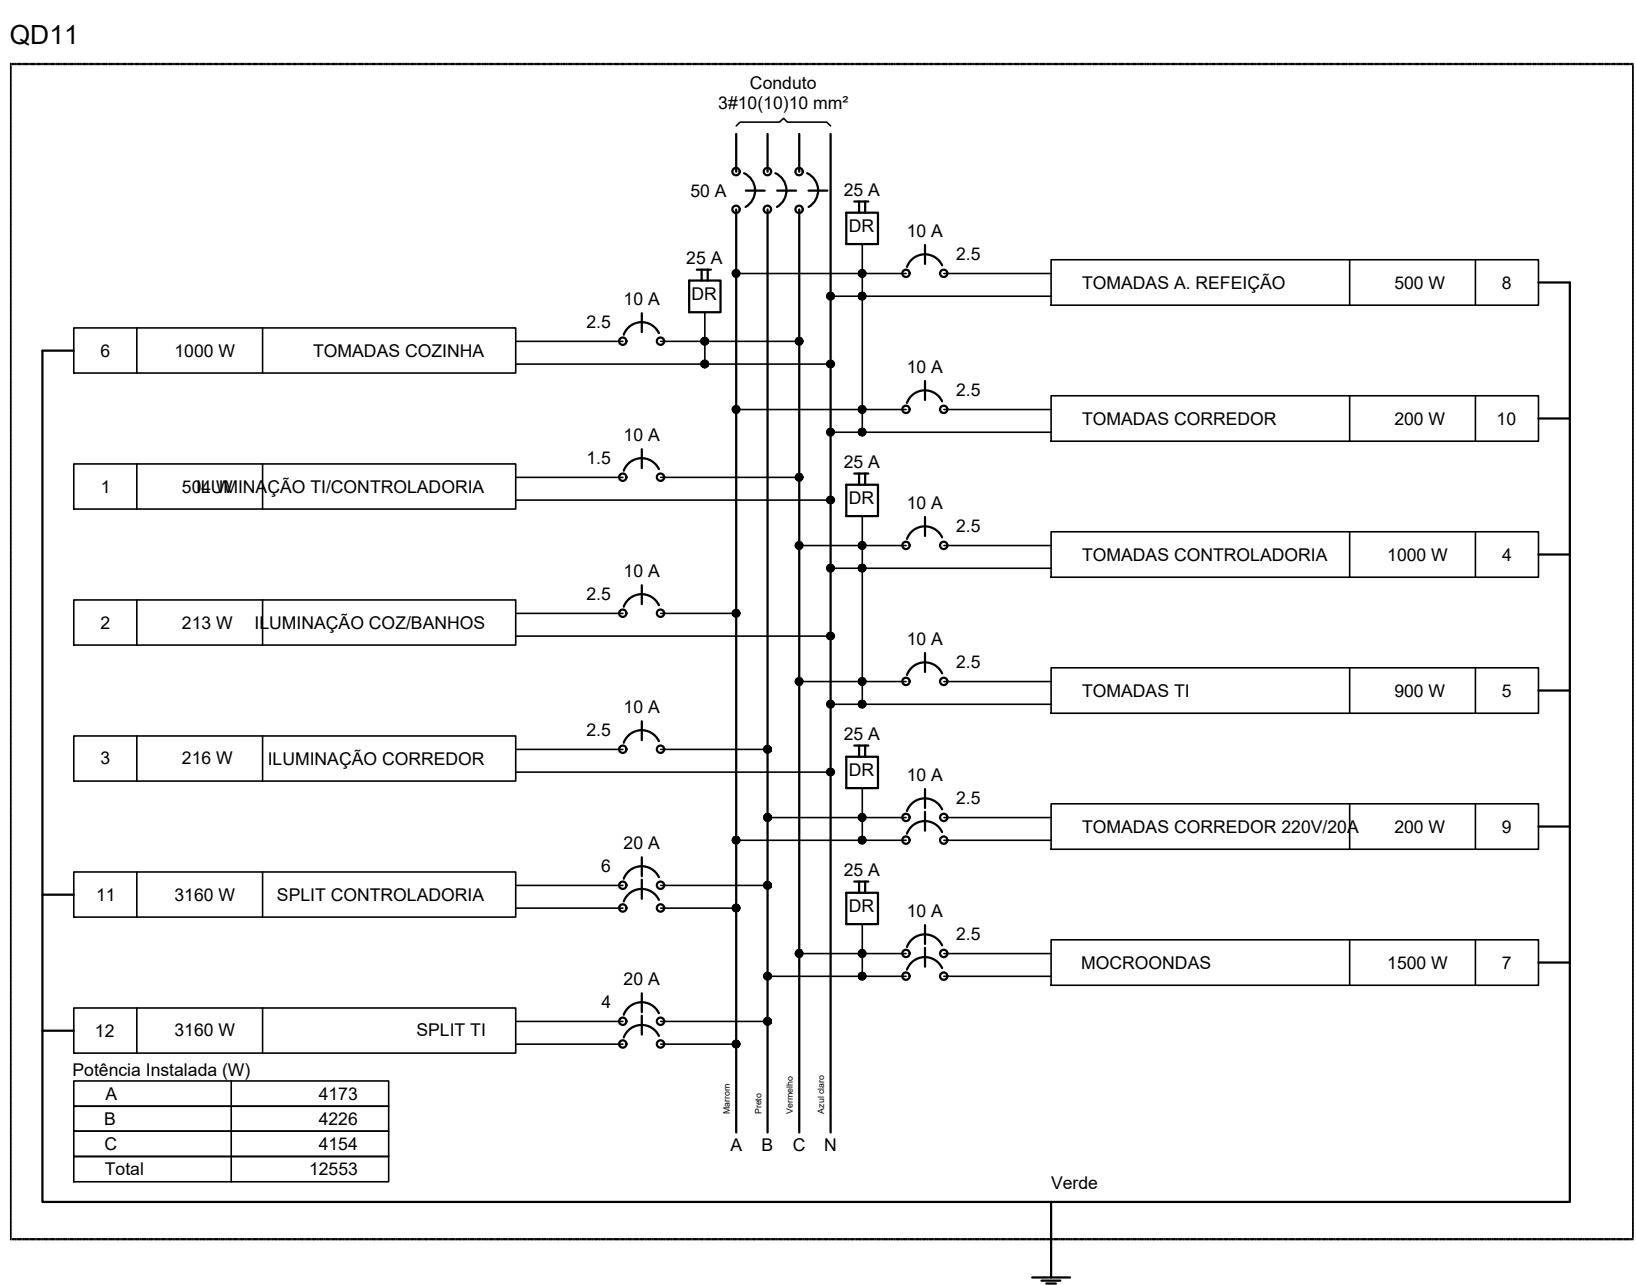 QD11
Conduto
3#10(10)10 mm²
50 A
25 A
DR
10 A
2.5
TOMADAS A. REFEIÇÃO 500 W 8
25 A
DR
10 A
2.5
6 1000 W TOMADAS COZINHA
10 A
2.5
TOMADAS CORREDOR 200 W 10
10 A
1.5
1 504 W ILUMINAÇÃO TI/CONTROLADORIA
25 A
DR
10 A
2.5
TOMADAS CONTROLADORIA 1000 W 4
10 A
2.5
2 213 W ILUMINAÇÃO COZ/BANHOS
10 A
2.5
TOMADAS TI 900 W 5
10 A
2.5
3 216 W ILUMINAÇÃO CORREDOR
25 A
DR
10 A
2.5
TOMADAS CORREDOR 220V/20A 200 W 9
20 A
6
11 3160 W SPLIT CONTROLADORIA
25 A
DR
10 A
2.5
MOCROONDAS 1500 W 7
20 A
4
12 3160 W SPLIT TI
Potência Instalada (W)
A 4173
B 4226
C 4154
Total 12553
Marrom
Preto
Vermelho
Azul claro
A B C N
Verde